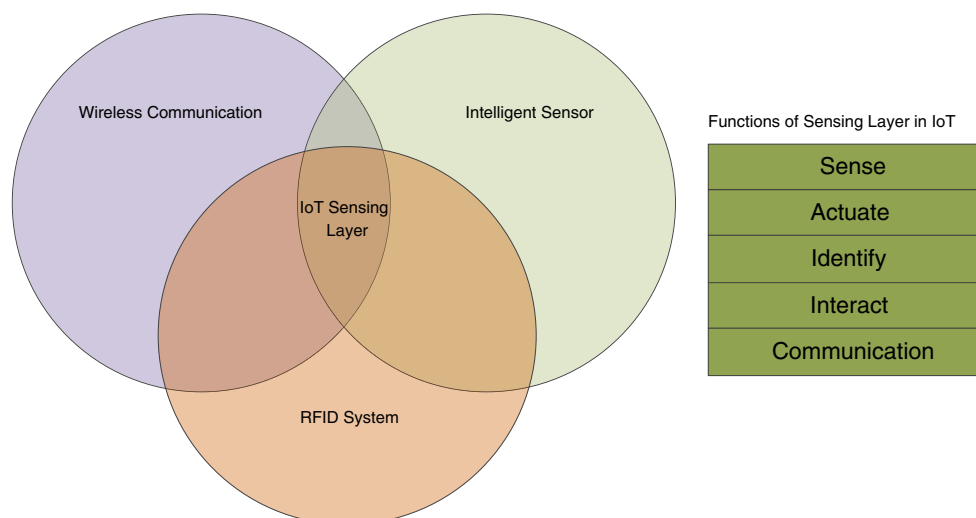 Wireless Communication
Intelligent Sensor
IoT Sensing
Layer
RFID System
Functions of Sensing Layer in IoT
Sense
Actuate
Identify
Interact
Communication